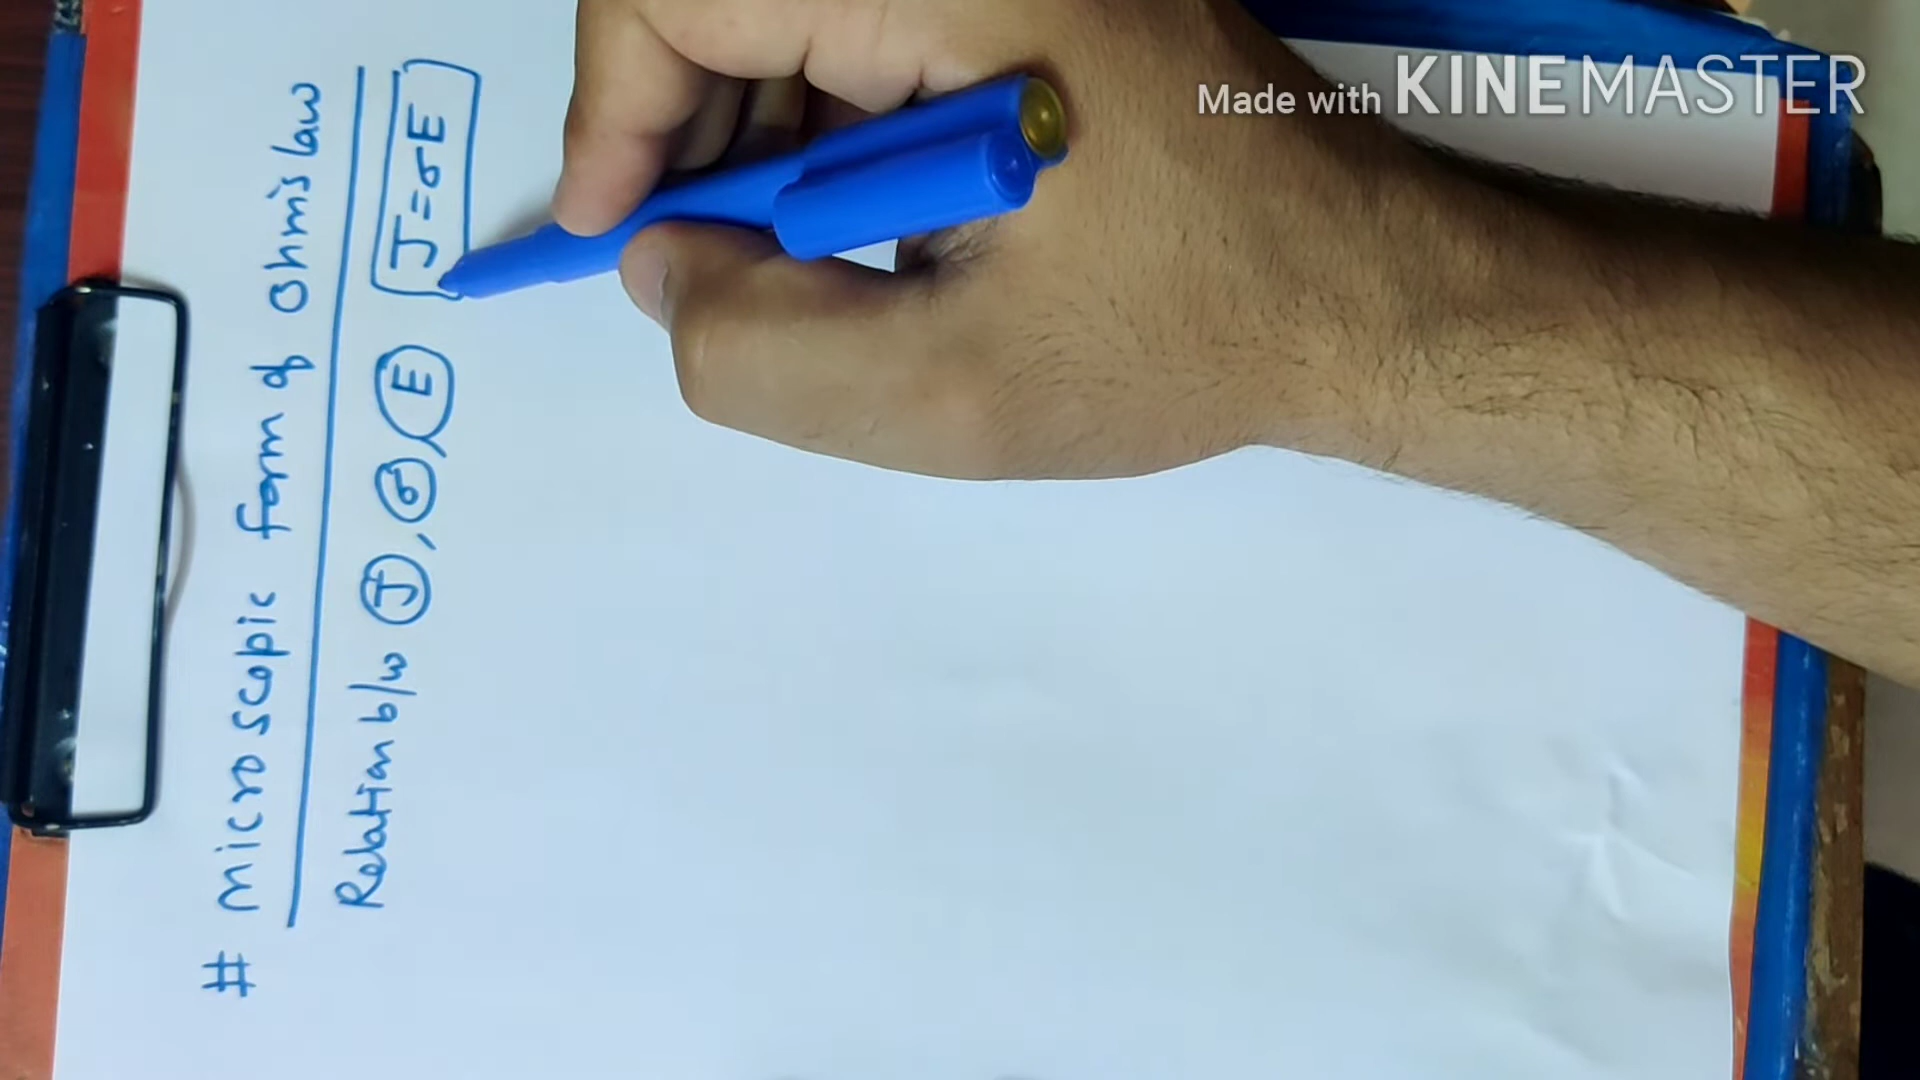 # microscopic form of ohm's law
Relation b/w J, σ, E J=σE
Made with KINEMASTER